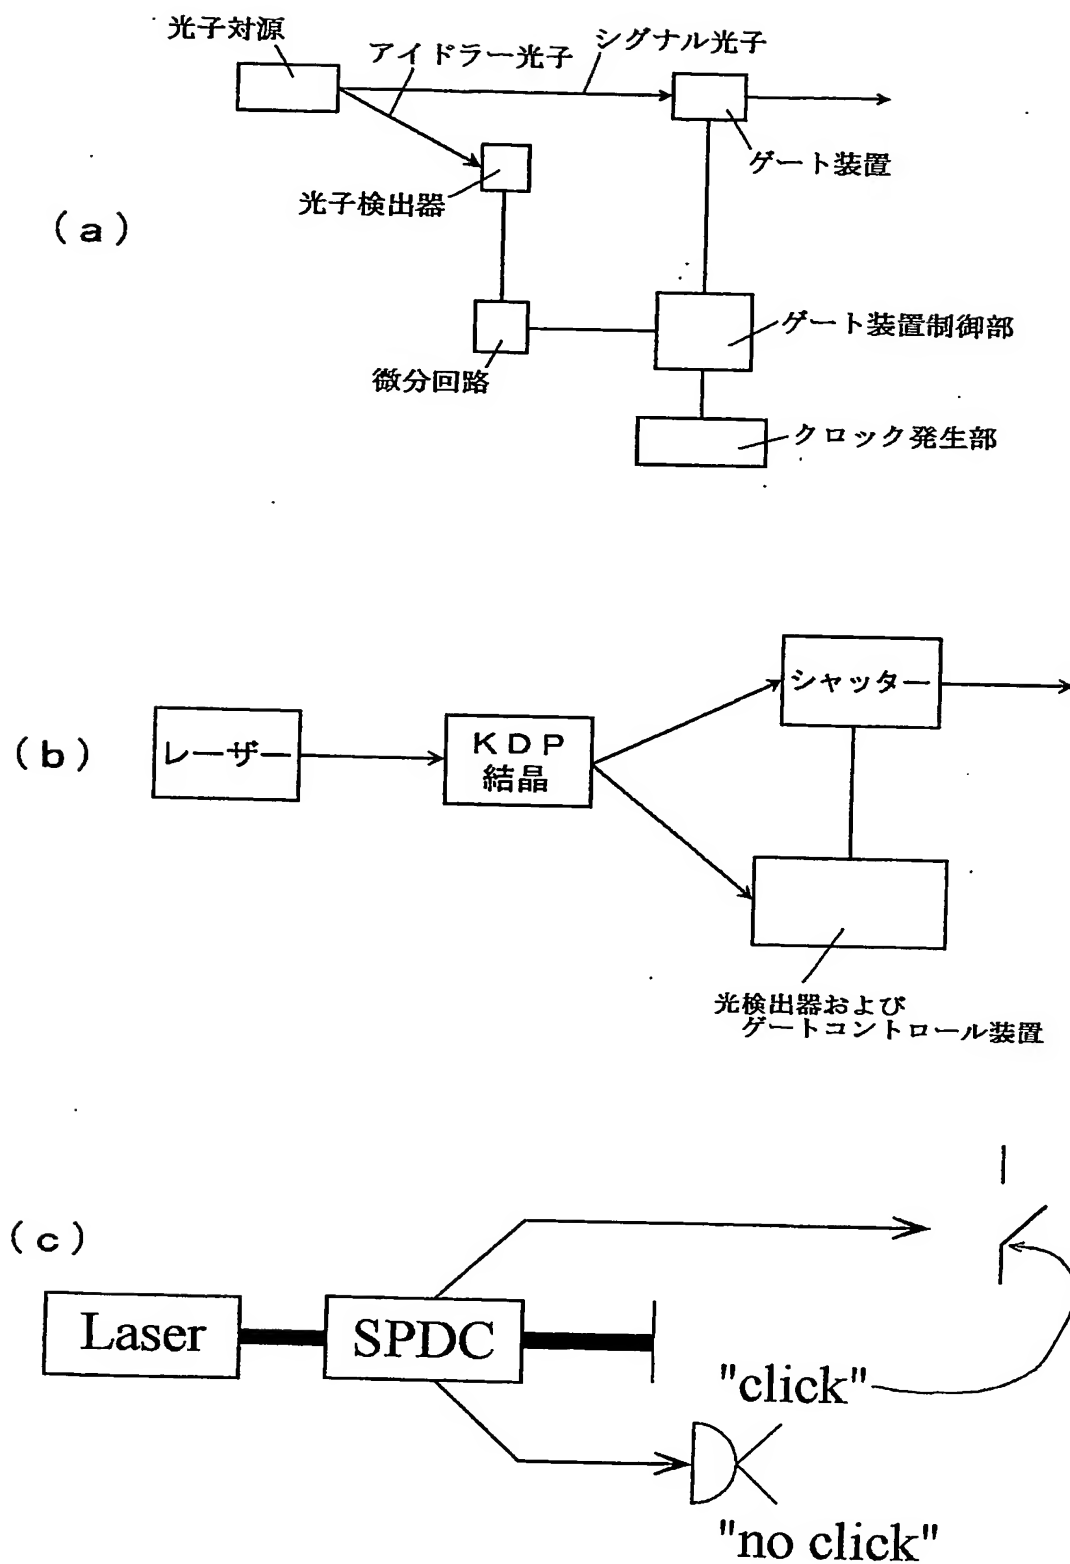 光子対源
アイドラー光子
シグナル光子
ゲート装置
光子検出器
(a)
ゲート装置制御部
微分回路
クロック発生部
シャッター
(b)
レーザー
KDP
結晶
光検出器および
ゲートコントロール装置
(c)
Laser
SPDC
"click"
"no click"